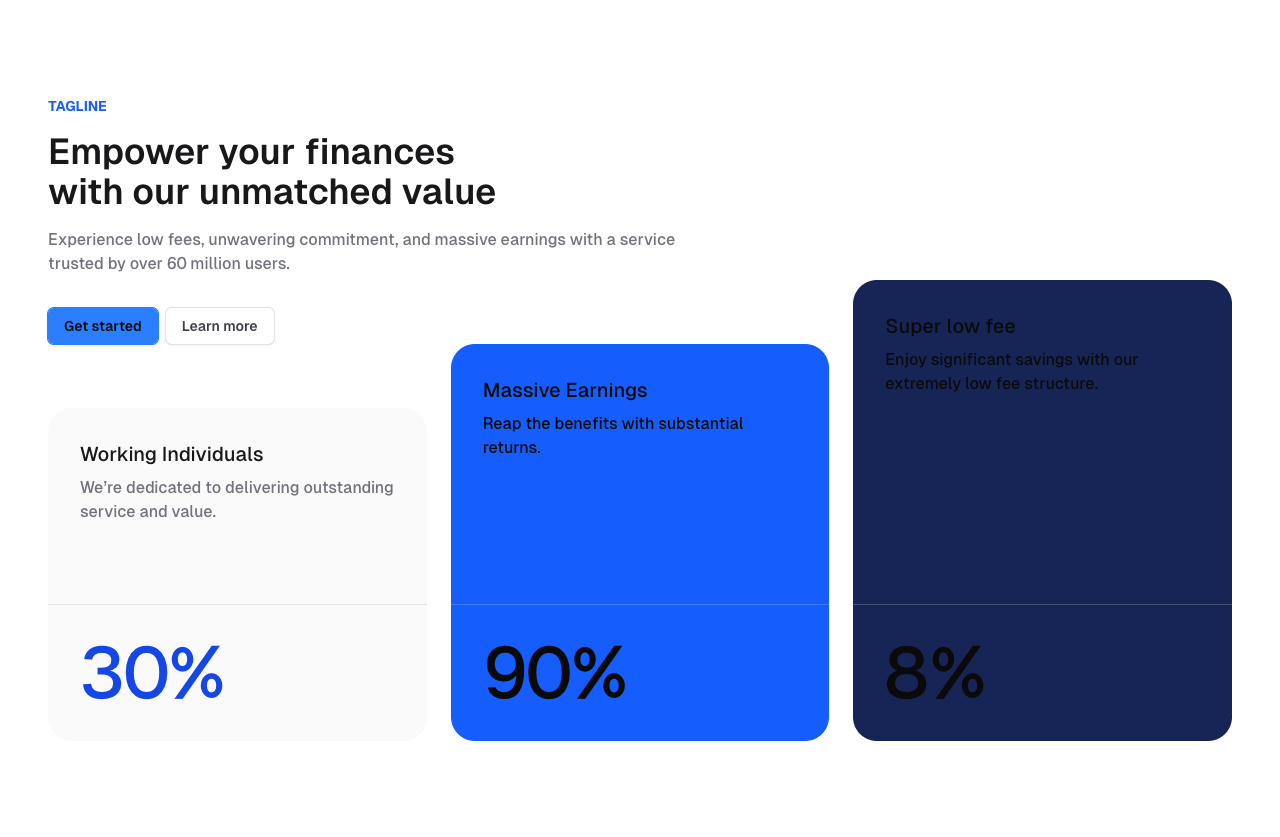 TAGLINE
Empower your finances
with our unmatched value
Experience low fees, unwavering commitment, and massive earnings with a service
trusted by over 60 million users.
Get started
Learn more
Working Individuals
We’re dedicated to delivering outstanding
service and value.
30%
Massive Earnings
Reap the benefits with substantial
returns.
90%
Super low fee
Enjoy significant savings with our
extremely low fee structure.
8%